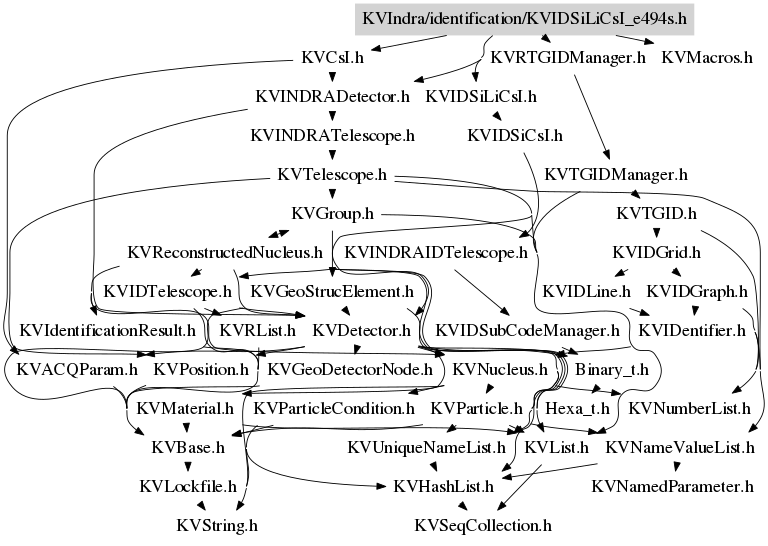 KVIndra/identification/KVIDSiLiCsI_e494s.h
KVCsI.h
KVRTGIDManager.h
KVMacros.h
KVINDRADetector.h
KVIDSiLiCsI.h
KVINDRATelescope.h
KVIDSiCsI.h
KVTelescope.h
KVTGIDManager.h
KVGroup.h
KVTGID.h
KVReconstructedNucleus.h
KVINDRAIDTelescope.h
KVIDGrid.h
KVIDTelescope.h
KVGeoStrucElement.h
KVIDLine.h
KVIDGraph.h
KVIdentificationResult.h
KVRList.h
KVDetector.h
KVIDSubCodeManager.h
KVIDentifier.h
KVACQParam.h
KVPosition.h
KVGeoDetectorNode.h
KVNucleus.h
Binary_t.h
KVMaterial.h
KVParticleCondition.h
KVParticle.h
Hexa_t.h
KVNumberList.h
KVBase.h
KVUniqueNameList.h
KVList.h
KVNameValueList.h
KVLockfile.h
KVHashList.h
KVNamedParameter.h
KVString.h
KVSeqCollection.h